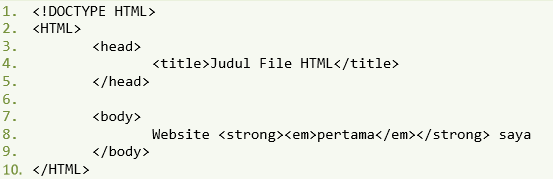 1. <!DOCTYPE HTML>
2. <HTML>
3. <head>
4. <title>Judul File HTML</title>
5. </head>
6.
7. <body>
8. Website <strong><em>pertama</em></strong> saya
9. </body>
10. </HTML>